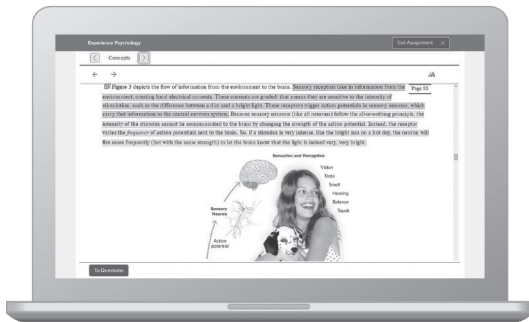 Experience Psychology
Exit Assignment X
< Concepts >
← → AA
Figure 3 depicts the flow of information from the environment to the brain. Sensory receptors take in information from the Page 88
environment, creating local electrical currents. These currents are graded; that means they are sensitive to the intensity of
stimulation, such as the difference between a dim and a bright light. These receptors trigger action potentials in sensory neurons, which
carry that information to the central nervous system. Because sensory neurons (like all neurons) follow the all-or-nothing principle, the
intensity of the stimulus cannot be communicated to the brain by changing the strength of the action potential. Instead, the receptor
varies the frequency of action potentials sent to the brain. So, if a stimulus is very intense, like the bright sun on a hot day, the neuron will
fire more frequently (but with the same strength) to let the brain know that the light is indeed very, very bright.
Sensation and Perception
Vision
Taste
Smell
Hearing
Balance
Touch
Sensory
Neuron
Action
potential
To Questions